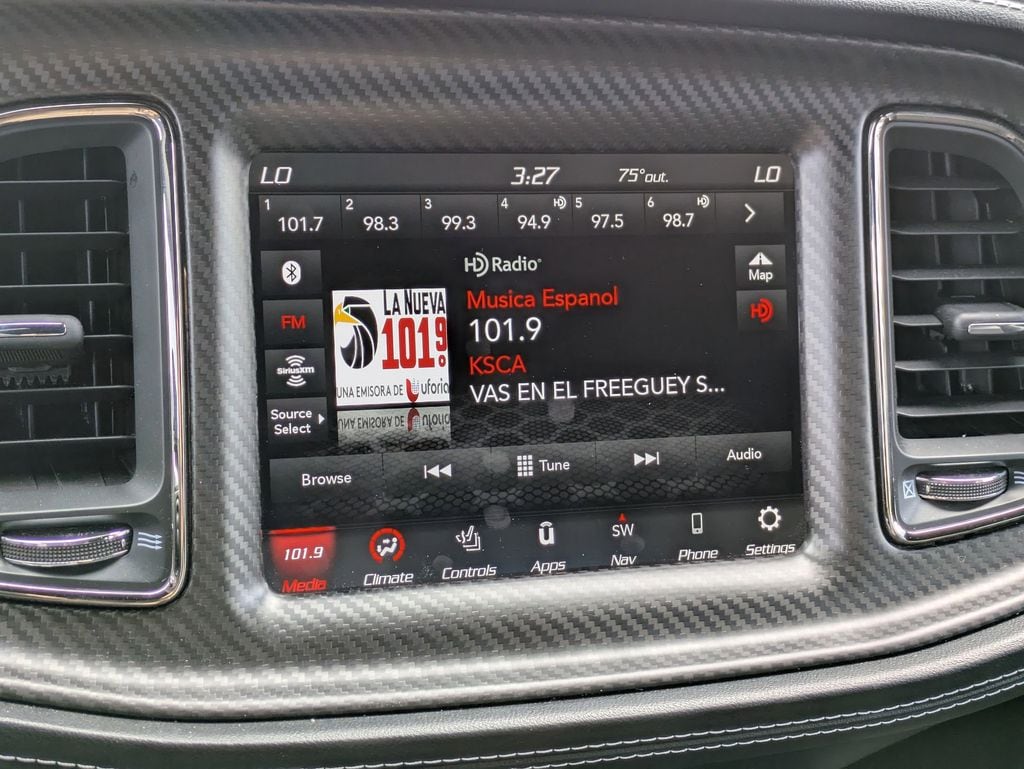 LO 3:27 75°out. LO
1 2 3 4 HD 5 6 HD
101.7 98.3 99.3 94.9 97.5 98.7
HD Radio
Map
FM
SiriusXM
Source
Select
HD
LA NUEVA
101.9
UNA EMISORA DE uforia
Musica Espanol
101.9
KSCA
VAS EN EL FREEGUEY S...
Browse Tune Audio
101.9 SW
Media Climate Controls Apps Nav Phone Settings